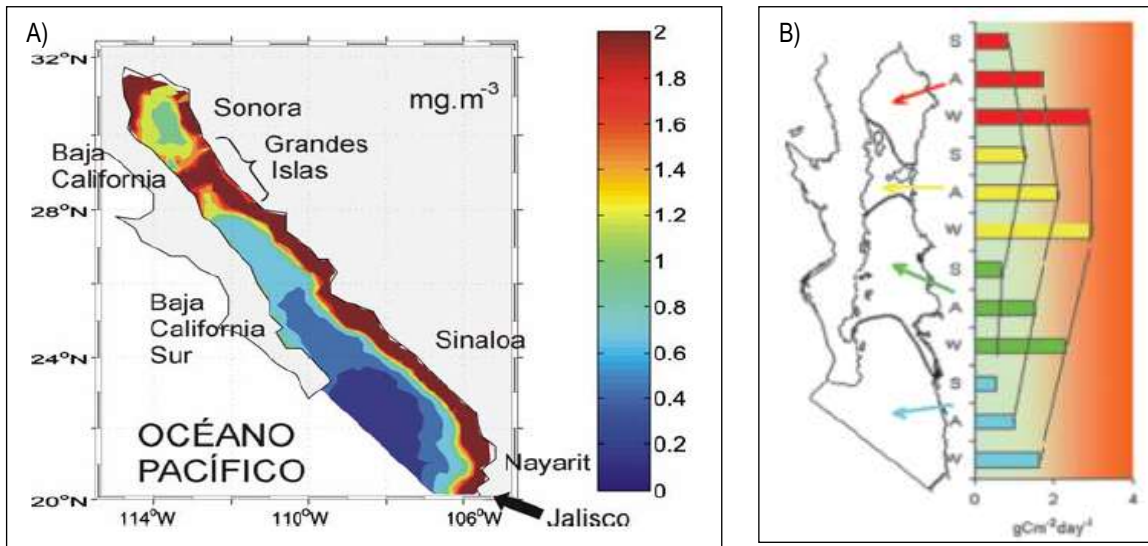 A)
32°N
28°N
24°N
20°N
114°W
110°W
106°W
mg.m⁻³
Sonora
Grandes
Islas
Baja
California
Baja
California
Sur
Sinaloa
OCÉANO
PACÍFICO
Nayarit
Jalisco
2
1.8
1.6
1.4
1.2
1
0.8
0.6
0.4
0.2
0
B)
S
A
W
S
A
W
S
A
W
S
A
W
0
2
4
gCm⁻²day⁻¹